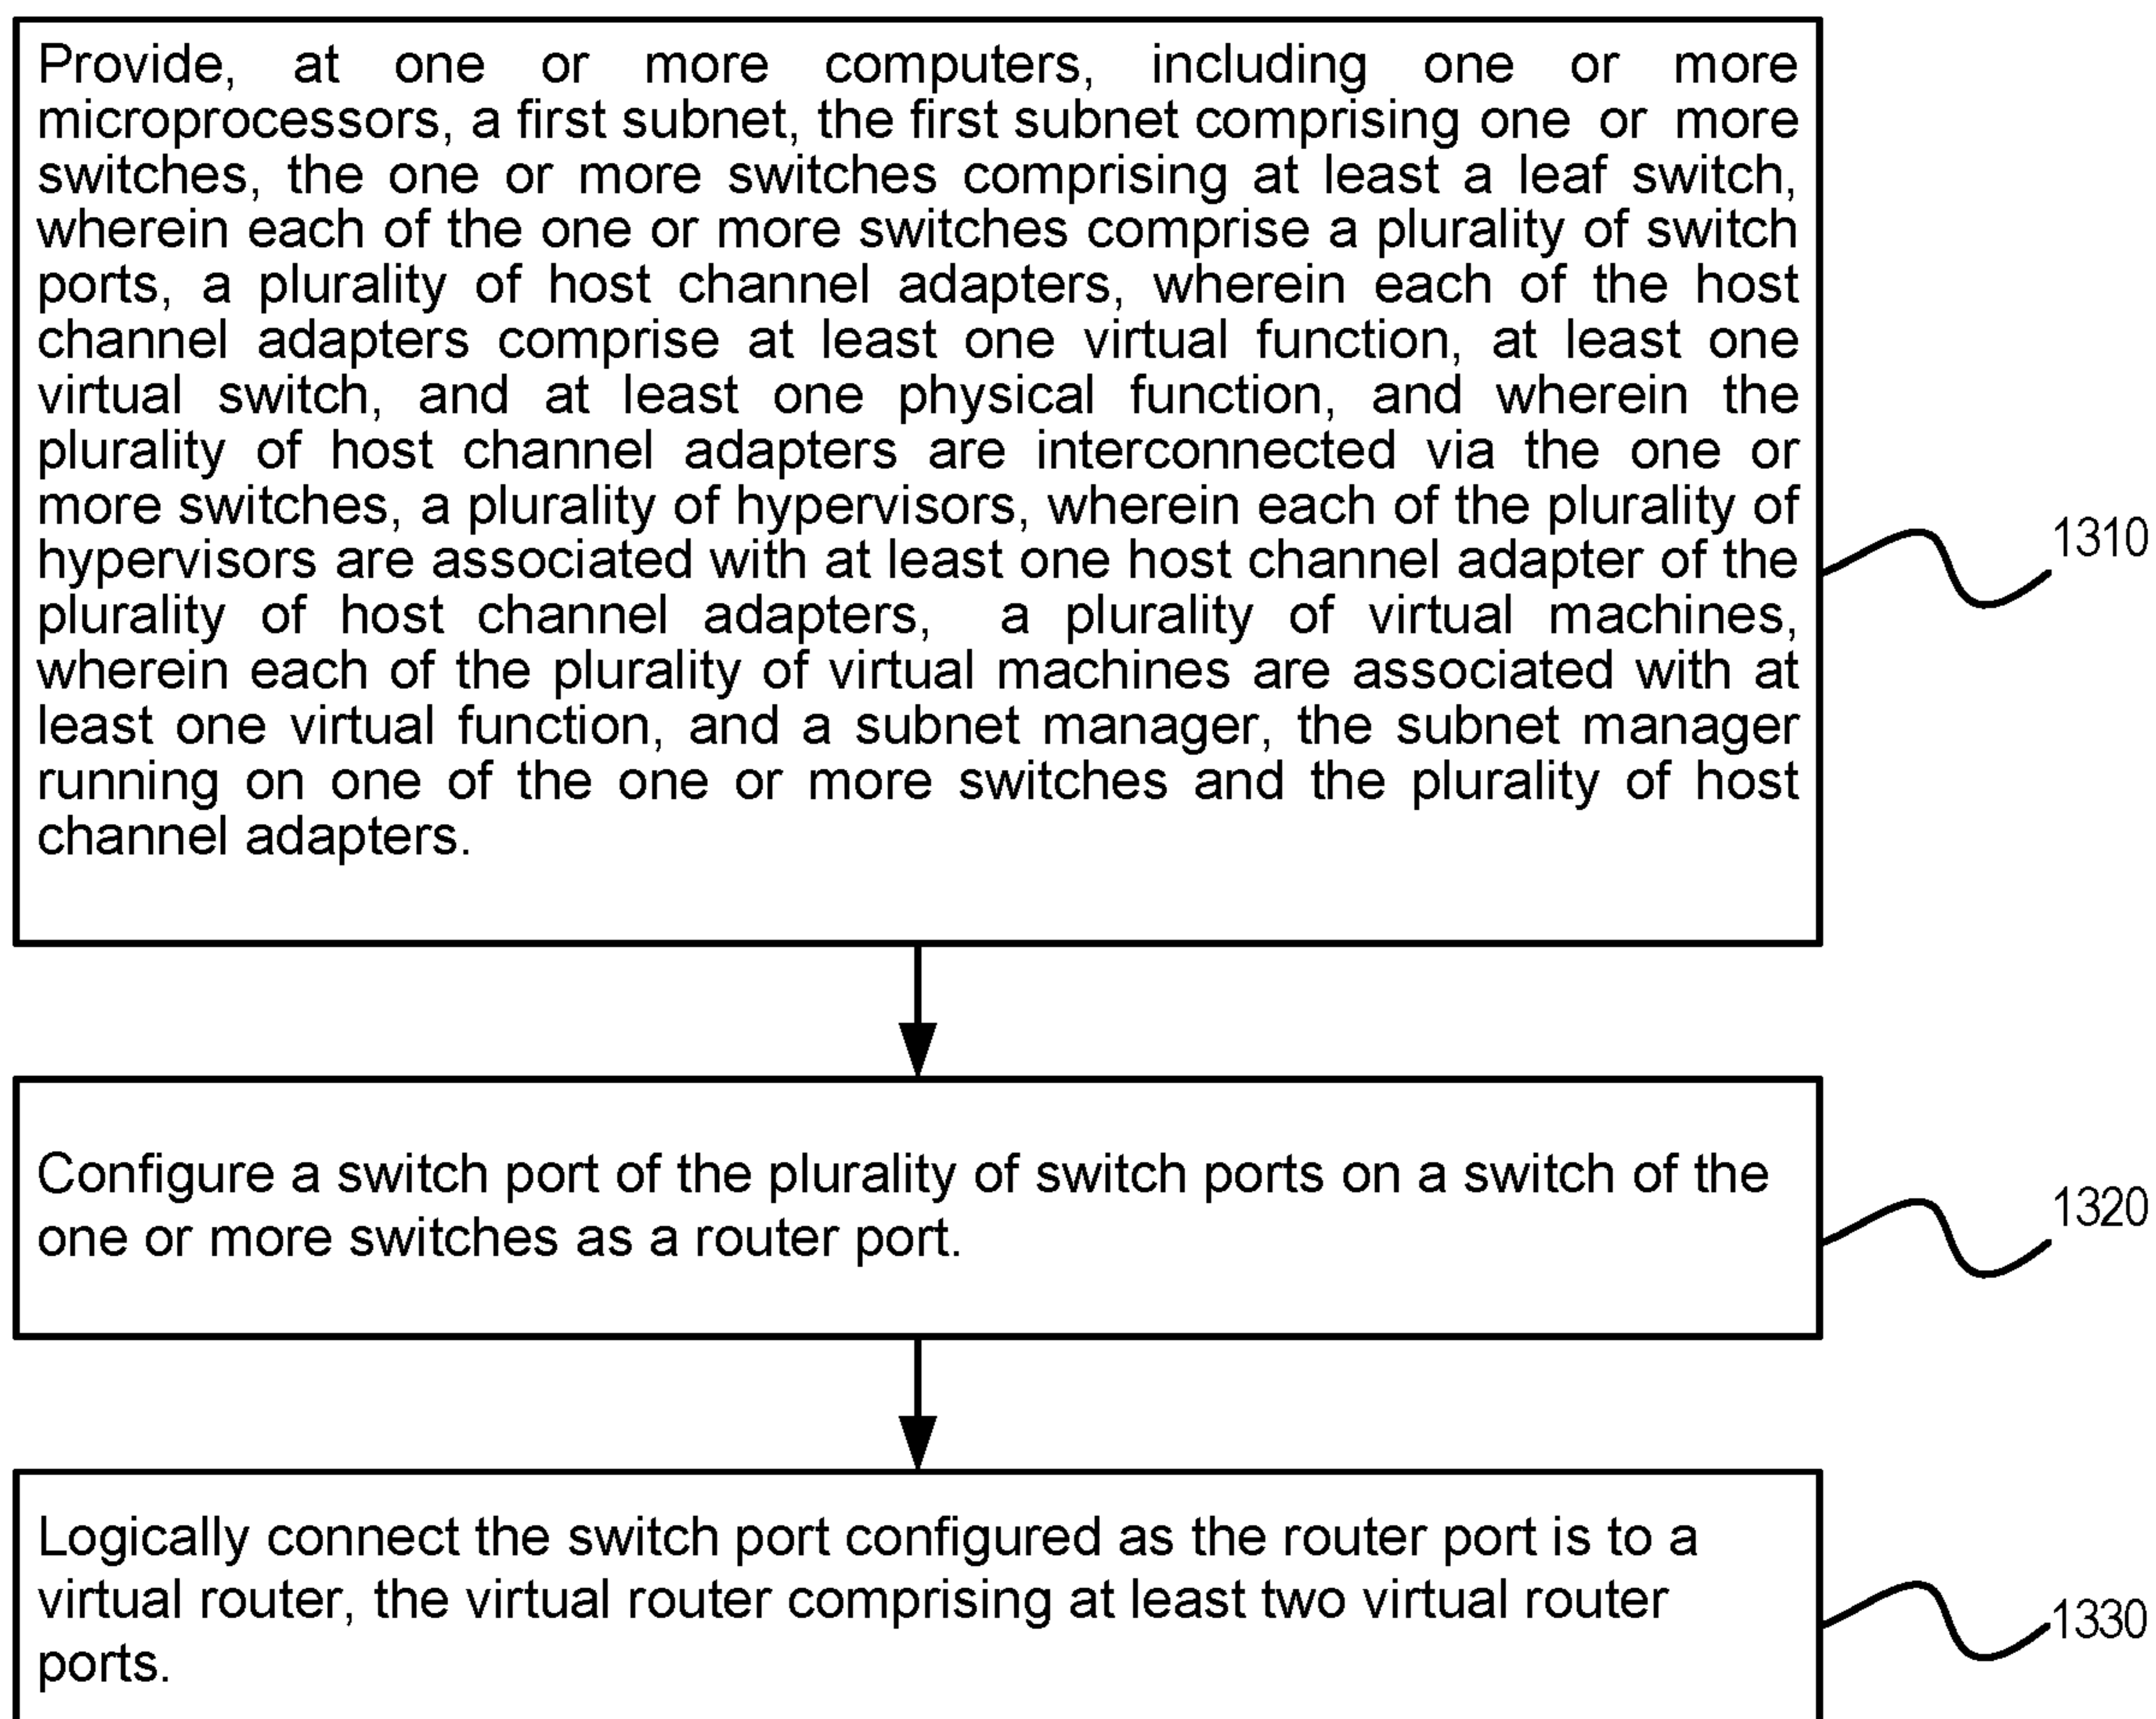 Provide, at one or more computers, including one or more
microprocessors, a first subnet, the first subnet comprising one or more
switches, the one or more switches comprising at least a leaf switch,
wherein each of the one or more switches comprise a plurality of switch
ports, a plurality of host channel adapters, wherein each of the host
channel adapters comprise at least one virtual function, at least one
virtual switch, and at least one physical function, and wherein the
plurality of host channel adapters are interconnected via the one or
more switches, a plurality of hypervisors, wherein each of the plurality of
hypervisors are associated with at least one host channel adapter of the
plurality of host channel adapters, a plurality of virtual machines,
wherein each of the plurality of virtual machines are associated with at
least one virtual function, and a subnet manager, the subnet manager
running on one of the one or more switches and the plurality of host
channel adapters.
1310
Configure a switch port of the plurality of switch ports on a switch of the
one or more switches as a router port.
1320
Logically connect the switch port configured as the router port is to a
virtual router, the virtual router comprising at least two virtual router
ports.
1330